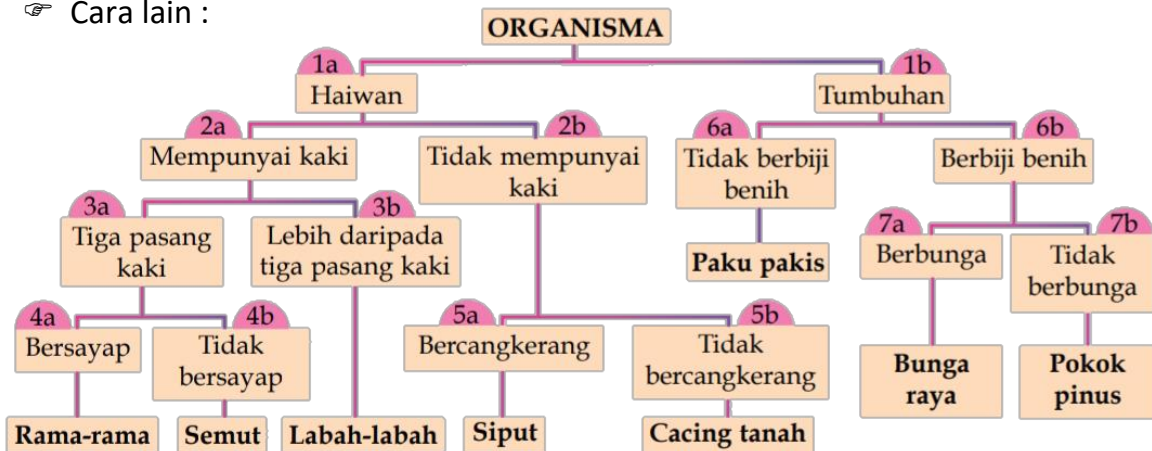 ☞ Cara lain :
ORGANISMA
1a
Haiwan
1b
Tumbuhan
2a
Mempunyai kaki
2b
Tidak mempunyai
kaki
6a
Tidak berbiji
benih
6b
Berbiji benih
3a
Tiga pasang
kaki
3b
Lebih daripada
tiga pasang kaki
Paku pakis
7a
Berbunga
7b
Tidak
berbunga
4a
Bersayap
4b
Tidak
bersayap
5a
Bercangkerang
5b
Tidak
bercangkerang
Bunga
raya
Pokok
pinus
Rama-rama
Semut
Labah-labah
Siput
Cacing tanah